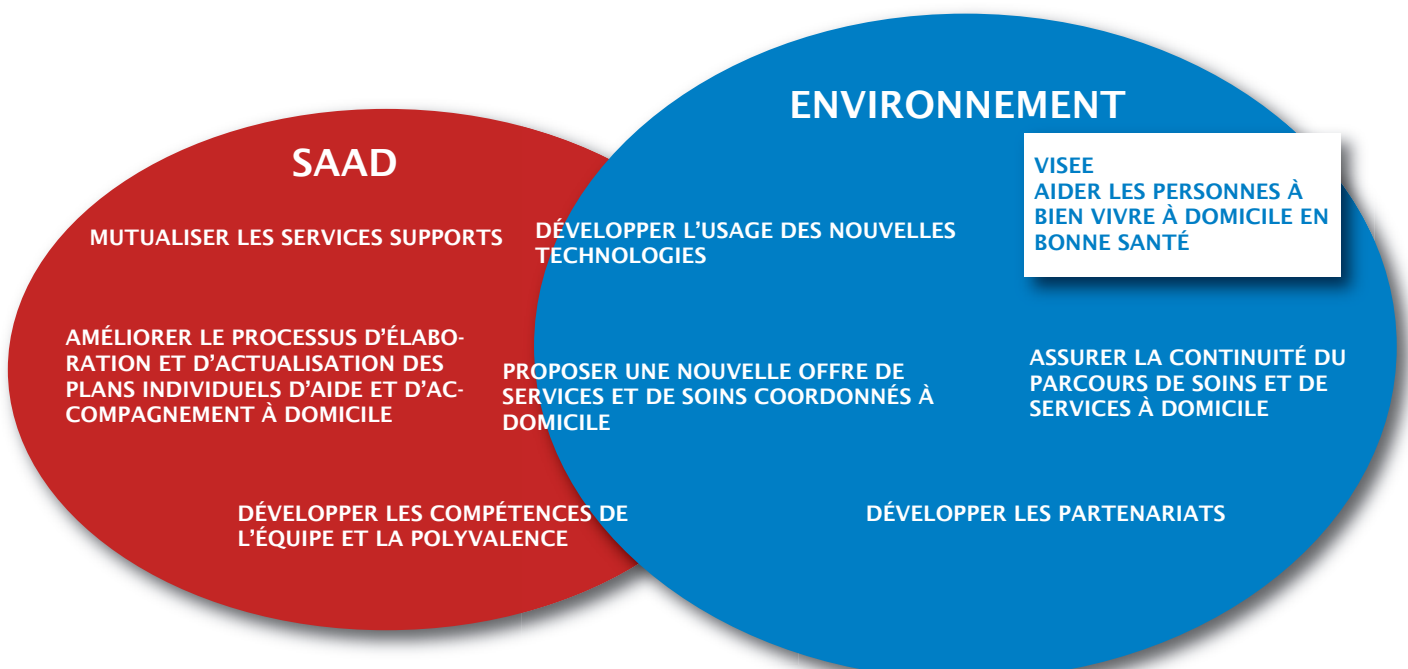 ENVIRONNEMENT
SAAD
VISEE
AIDER LES PERSONNES À
BIEN VIVRE À DOMICILE EN
BONNE SANTÉ
MUTUALISER LES SERVICES SUPPORTS
DÉVELOPPER L’USAGE DES NOUVELLES
TECHNOLOGIES
AMÉLIORER LE PROCESSUS D’ÉLABO-
RATION ET D’ACTUALISATION DES
PLANS INDIVIDUELS D’AIDE ET D’AC-
COMPAGNEMENT À DOMICILE
PROPOSER UNE NOUVELLE OFFRE DE
SERVICES ET DE SOINS COORDONNÉS À
DOMICILE
ASSURER LA CONTINUITÉ DU
PARCOURS DE SOINS ET DE
SERVICES À DOMICILE
DÉVELOPPER LES COMPÉTENCES DE
L’ÉQUIPE ET LA POLYVALENCE
DÉVELOPPER LES PARTENARIATS